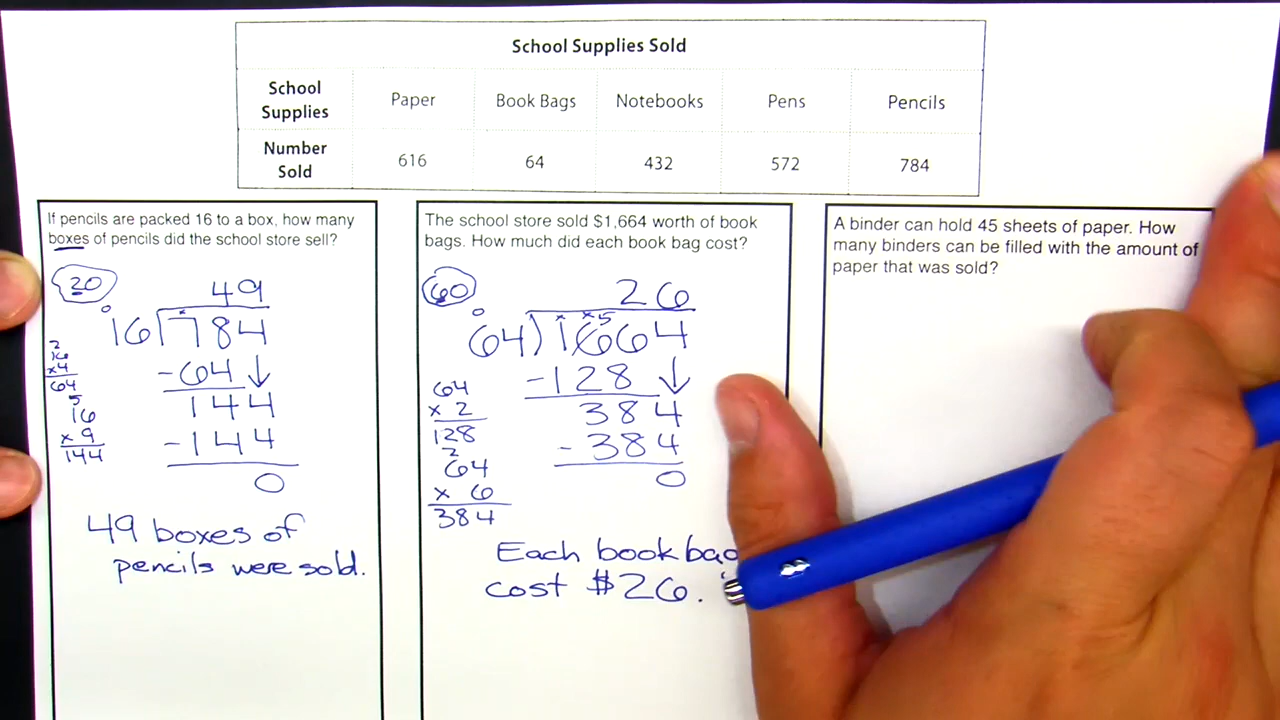 School Supplies Sold
School Supplies Paper Book Bags Notebooks Pens Pencils
Number Sold 616 64 432 572 784
If pencils are packed 16 to a box, how many
boxes of pencils did the school store sell?
20
49
16)784
-64
144
-144
0
2
16
x4
64
5
16
x 9
144
49 boxes of
pencils were sold.
The school store sold $1,664 worth of book
bags. How much did each book bag cost?
60
26
64)1664
-128
384
-384
0
64
x 2
128
2
64
x 6
384
Each book bag
cost $26.
A binder can hold 45 sheets of paper. How
many binders can be filled with the amount of
paper that was sold?